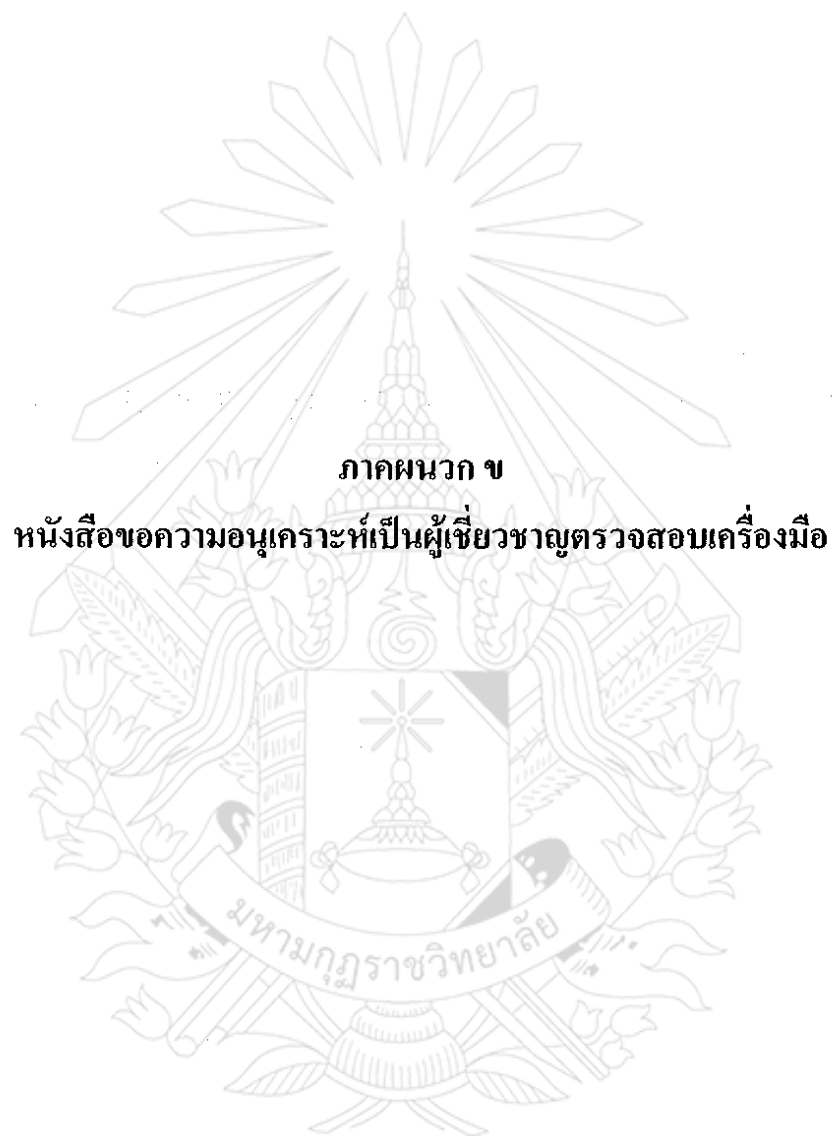 ภาคผนวก ข
หนังสือขอความอนุเคราะห์เป็นผู้เชี่ยวชาญตรวจสอบเครื่องมือ
มหามกุฏราชวิทยาลัย